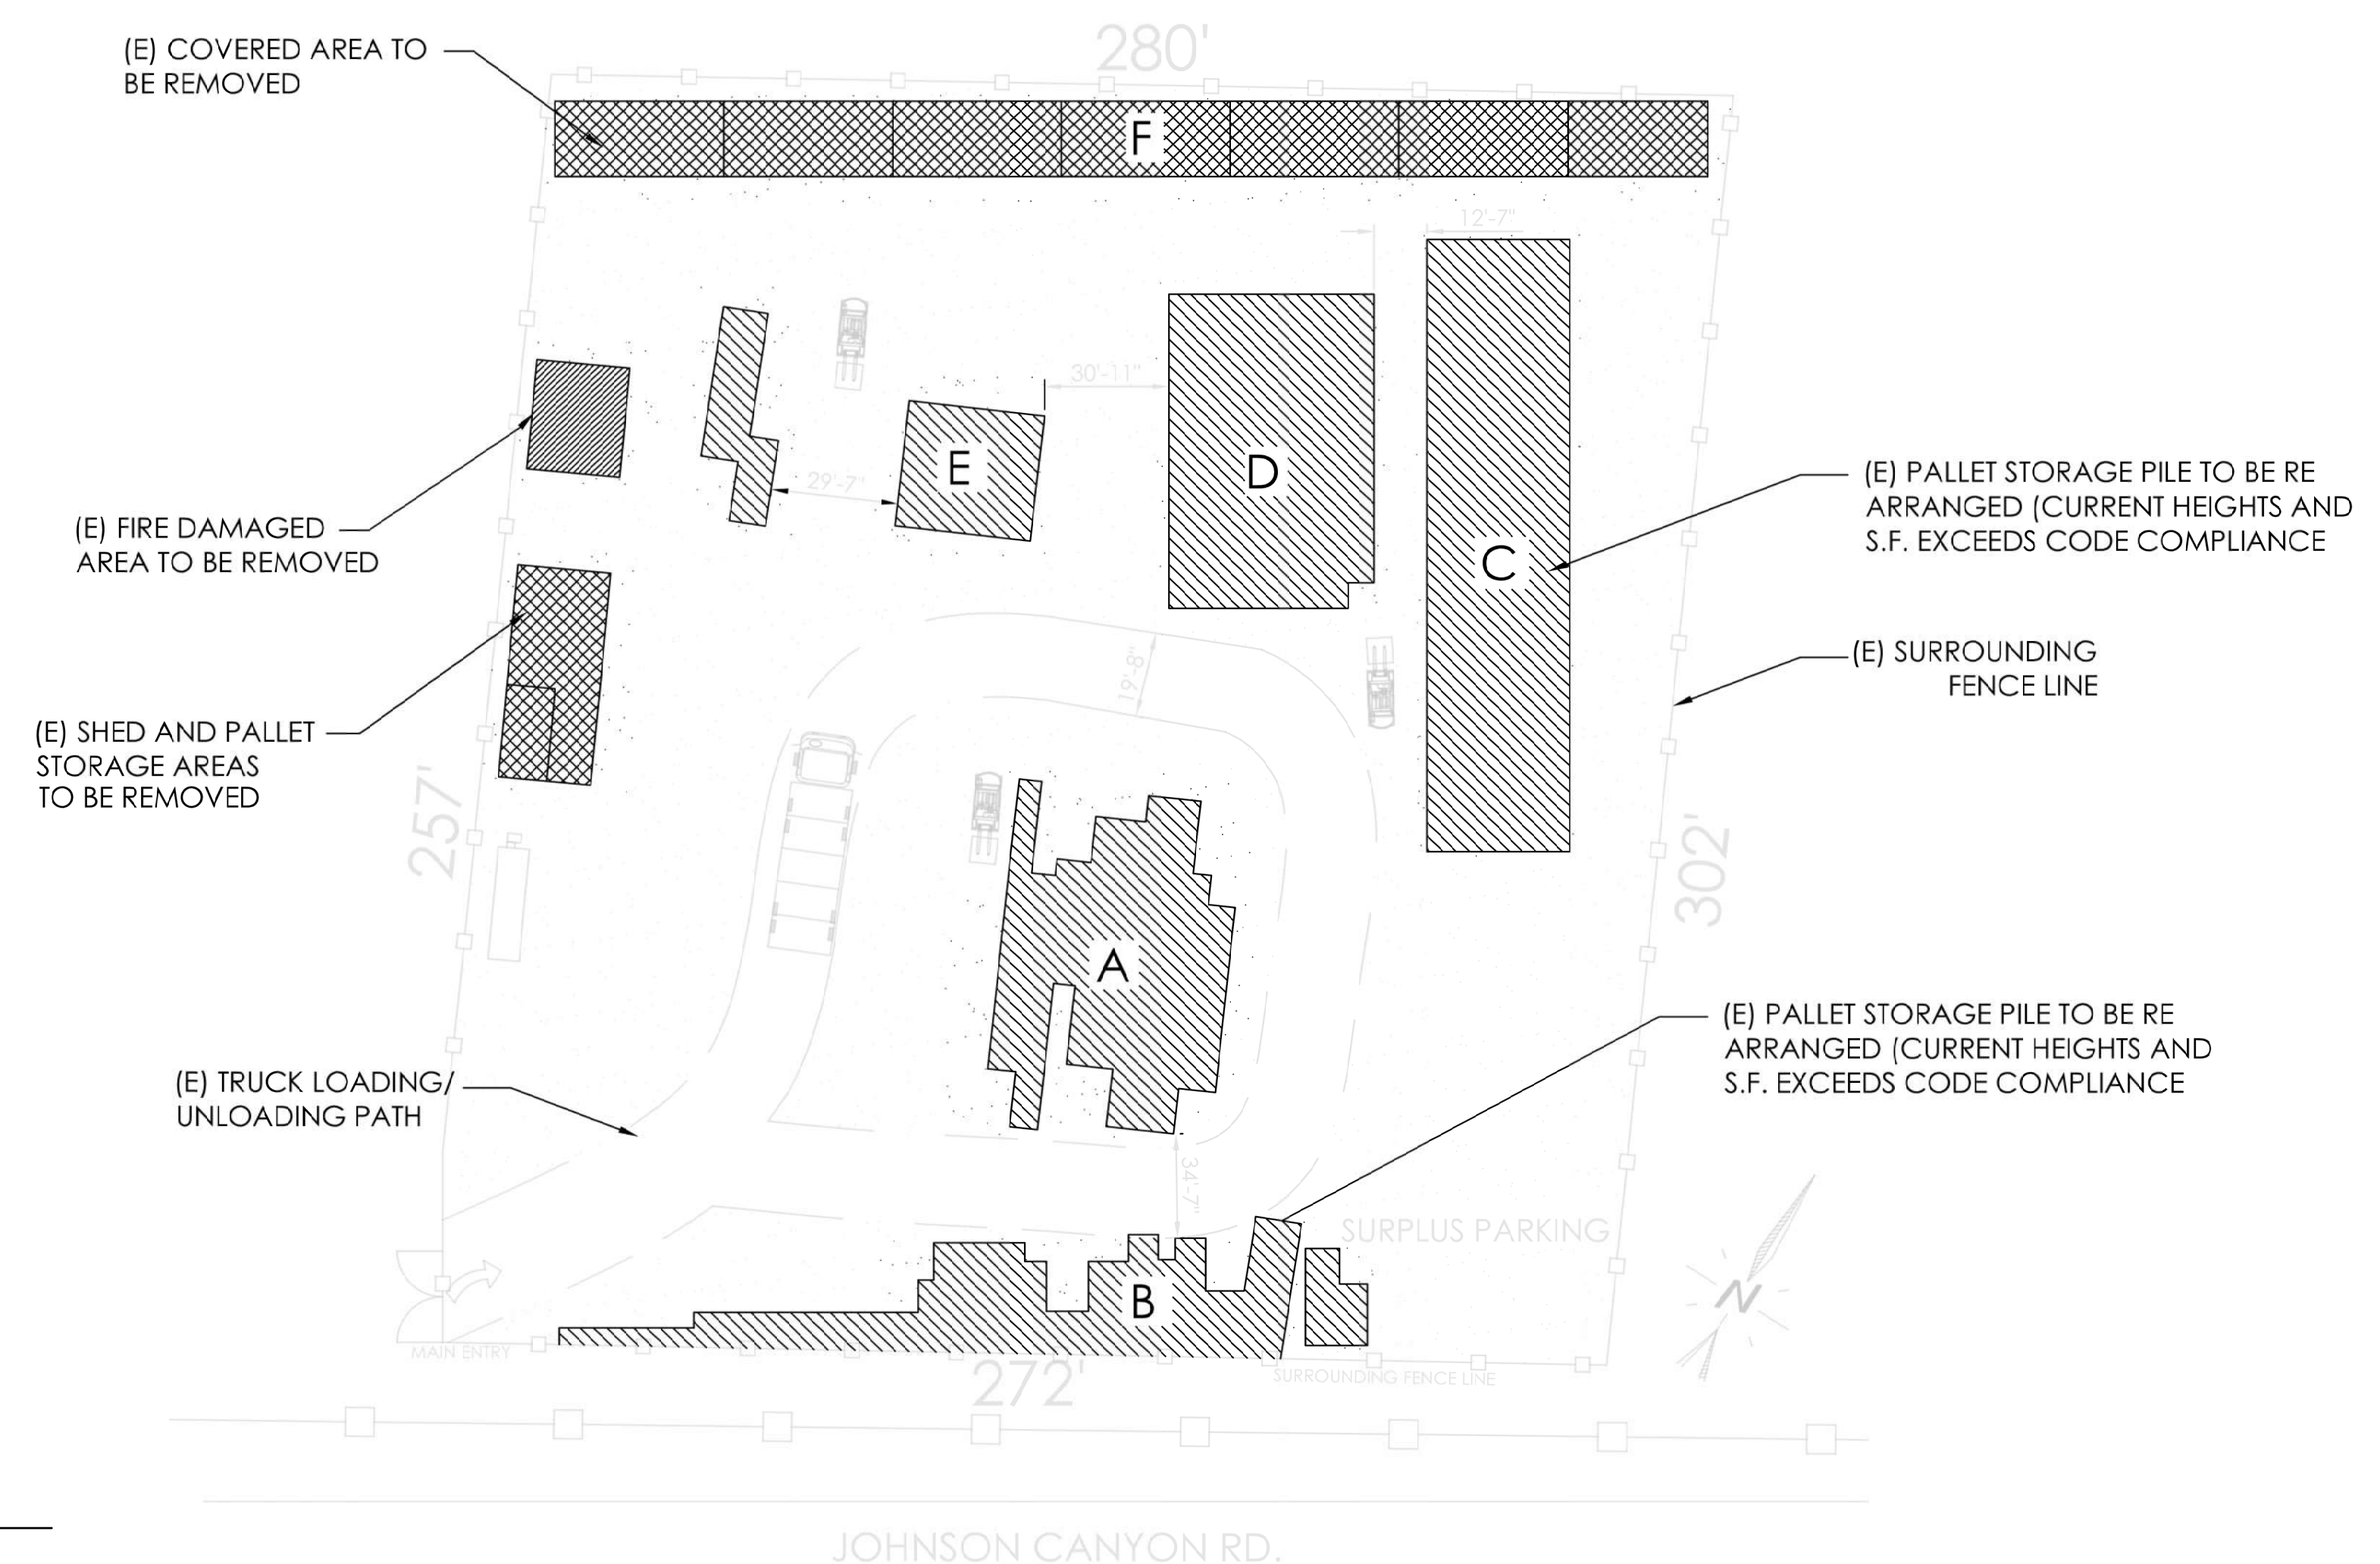 280'
(E) COVERED AREA TO
BE REMOVED
F
12'-7"
30'-11"
E
D
29'-7"
C
(E) PALLET STORAGE PILE TO BE RE
ARRANGED (CURRENT HEIGHTS AND
S.F. EXCEEDS CODE COMPLIANCE
(E) FIRE DAMAGED
AREA TO BE REMOVED
(E) SURROUNDING
FENCE LINE
19'-8"
(E) SHED AND PALLET
STORAGE AREAS
TO BE REMOVED
257'
302'
A
(E) PALLET STORAGE PILE TO BE RE
ARRANGED (CURRENT HEIGHTS AND
S.F. EXCEEDS CODE COMPLIANCE
(E) TRUCK LOADING/
UNLOADING PATH
34'-7"
SURPLUS PARKING
B
N
MAIN ENTRY
272'
SURROUNDING FENCE LINE
JOHNSON CANYON RD.